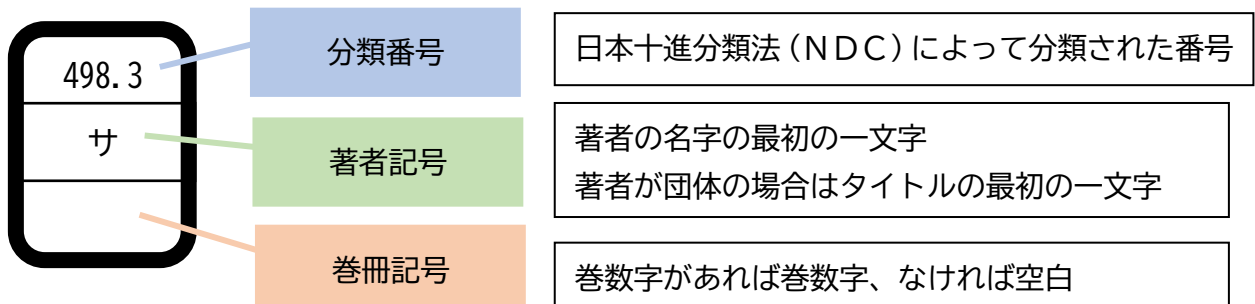 498.3
サ
分類番号
日本十進分類法(NDC)によって分類された番号
著者記号
著者の名字の最初の一文字
著者が団体の場合はタイトルの最初の一文字
巻冊記号
巻数字があれば巻数字、なければ空白